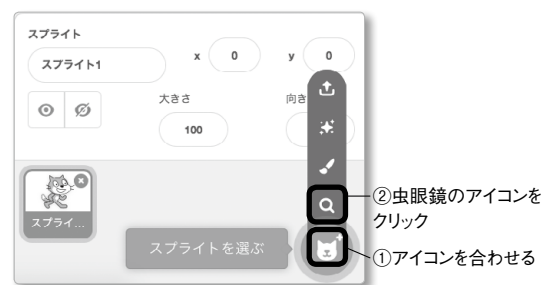 スプライト
スプライト1
x 0 y 0
大きさ
向き
100
スプライ...
スプライトを選ぶ
②虫眼鏡のアイコンを
クリック
①アイコンを合わせる